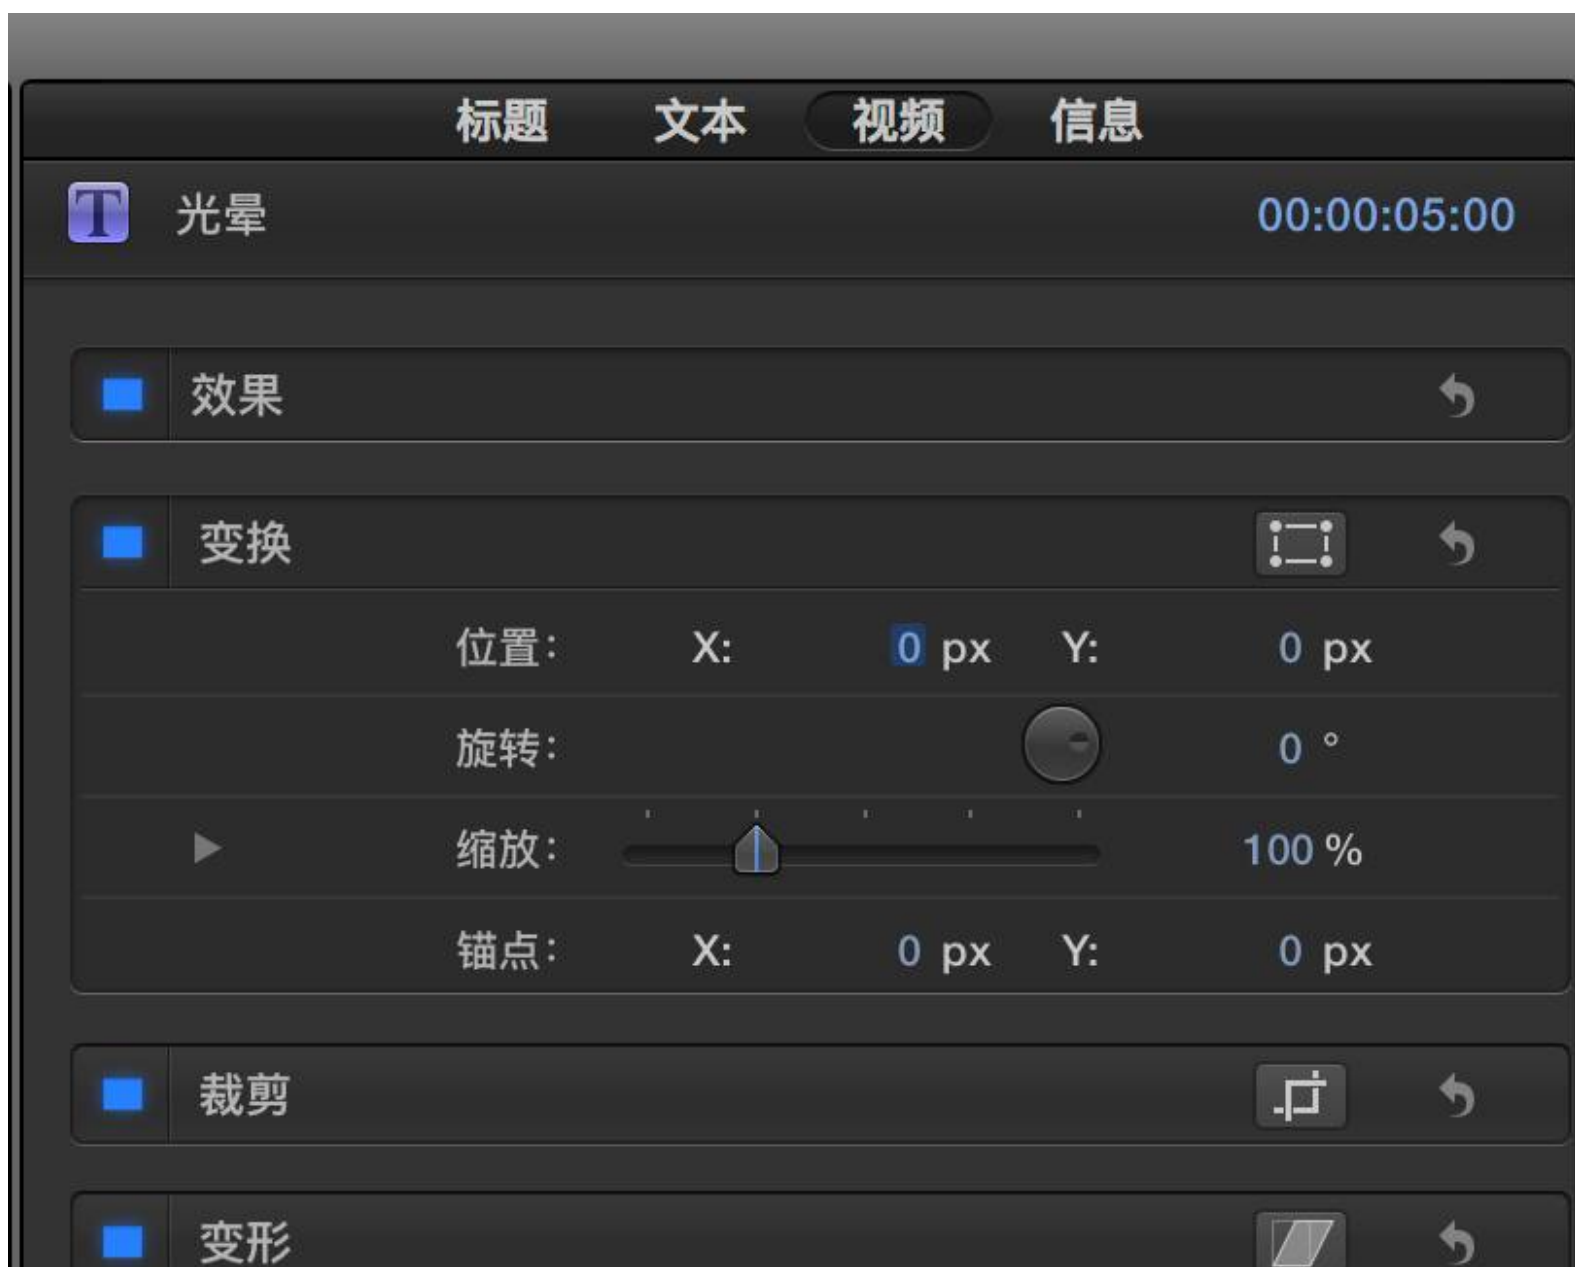 标题 文本 视频 信息
T 光晕 00:00:05:00
效果
变换
位置: X: 0 px Y: 0 px
旋转: 0 °
缩放: 100 %
锚点: X: 0 px Y: 0 px
裁剪
变形